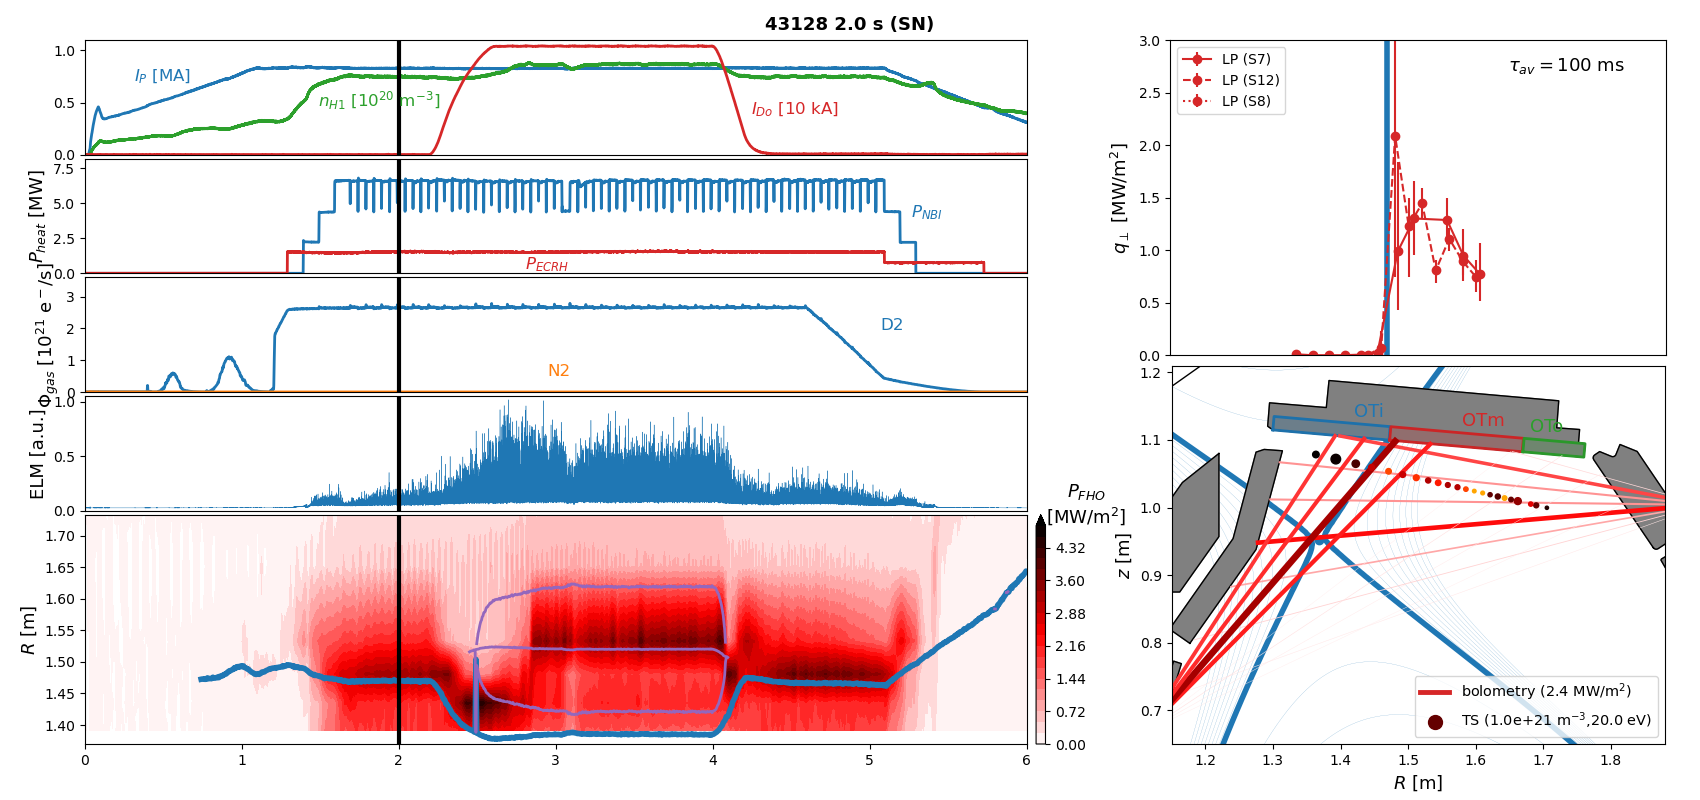 43128 2.0 s (SN)
1.0
0.5
0.0
I_P [MA]
n_H1 [10^20 m^−3]
I_Do [10 kA]
P_heat [MW]
7.5
5.0
2.5
0.0
P_NBI
P_ECRH
Φ_gas [10^21 e^−/s]
3
2
1
0
D2
N2
ELM [a.u.]
1.0
0.5
0.0
R [m]
1.70
1.65
1.60
1.55
1.50
1.45
1.40
0 1 2 3 4 5 6
P_FHO
[MW/m^2]
4.32
3.60
2.88
2.16
1.44
0.72
0.00
q_⊥ [MW/m^2]
3.0
2.5
2.0
1.5
1.0
0.5
0.0
LP (S7)
LP (S12)
LP (S8)
τ_av = 100 ms
z [m]
1.2
1.1
1.0
0.9
0.8
0.7
OTi
OTm
OTo
bolometry (2.4 MW/m^2)
TS (1.0e+21 m^−3,20.0 eV)
1.2 1.3 1.4 1.5 1.6 1.7 1.8
R [m]